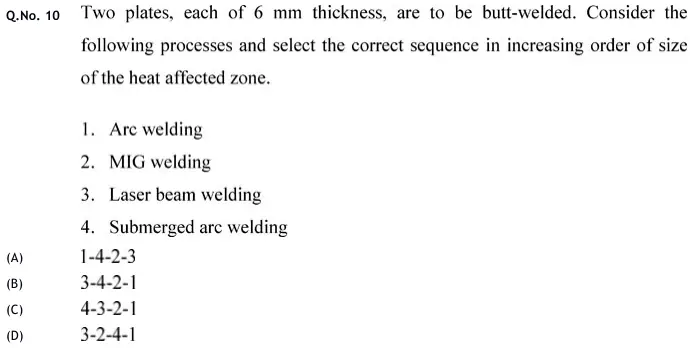 Q.No. 10 Two plates, each of 6 mm thickness, are to be butt-welded. Consider the
following processes and select the correct sequence in increasing order of size
of the heat affected zone.
1. Arc welding
2. MIG welding
3. Laser beam welding
4. Submerged arc welding
(A) 1-4-2-3
(B) 3-4-2-1
(C) 4-3-2-1
(D) 3-2-4-1